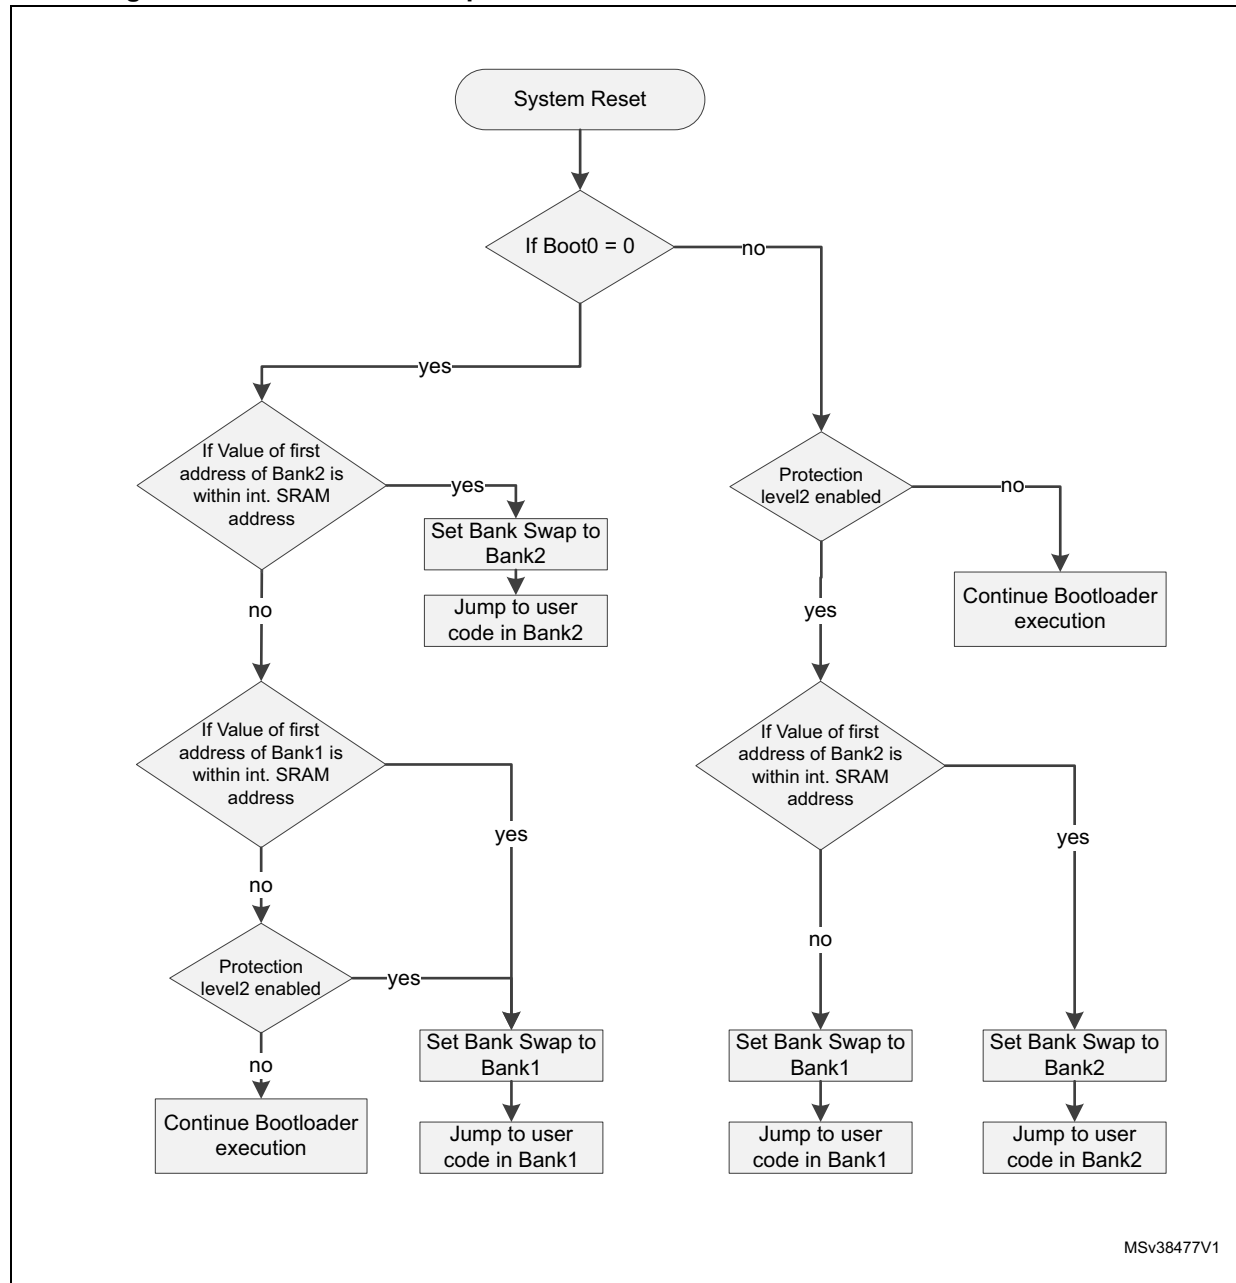 System Reset
If Boot0 = 0
no
yes
If Value of first
address of Bank2 is
within int. SRAM
address
yes
Set Bank Swap to
Bank2
Jump to user
code in Bank2
no
Protection
level2 enabled
no
Continue Bootloader
execution
yes
If Value of first
address of Bank1 is
within int. SRAM
address
yes
no
Protection
level2 enabled
yes
no
Continue Bootloader
execution
Set Bank Swap to
Bank1
Jump to user
code in Bank1
If Value of first
address of Bank2 is
within int. SRAM
address
yes
no
Set Bank Swap to
Bank1
Jump to user
code in Bank1
Set Bank Swap to
Bank2
Jump to user
code in Bank2
MSv38477V1